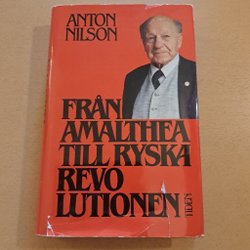 ANTON
NILSON
FRÅN
AMALTHEA
TILL RYSKA
REVO
LUTIONEN
TIDEN